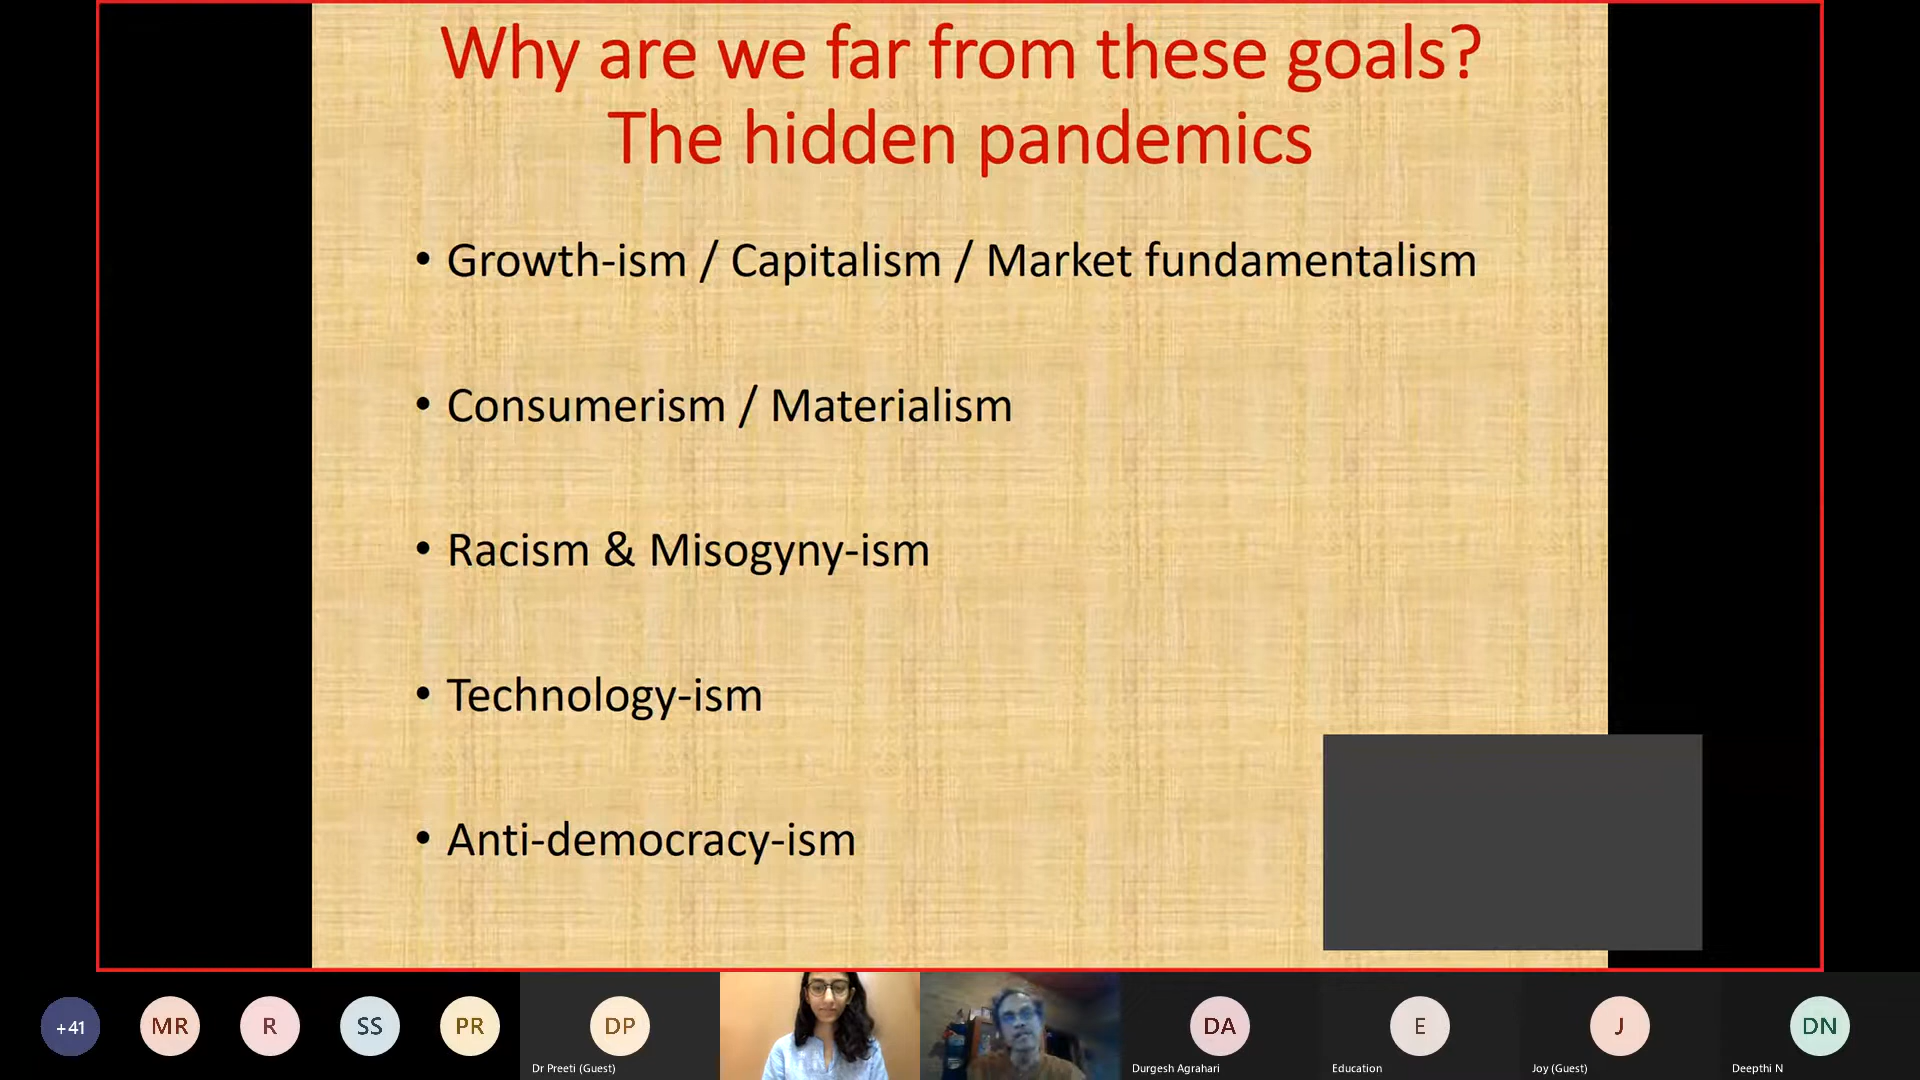 Why are we far from these goals?
The hidden pandemics
• Growth-ism / Capitalism / Market fundamentalism
• Consumerism / Materialism
• Racism & Misogyny-ism
• Technology-ism
• Anti-democracy-ism
+41
MR
R
SS
PR
DP
Dr Preeti (Guest)
DA
Durgesh Agrahari
E
Education
J
Joy (Guest)
DN
Deepthi N